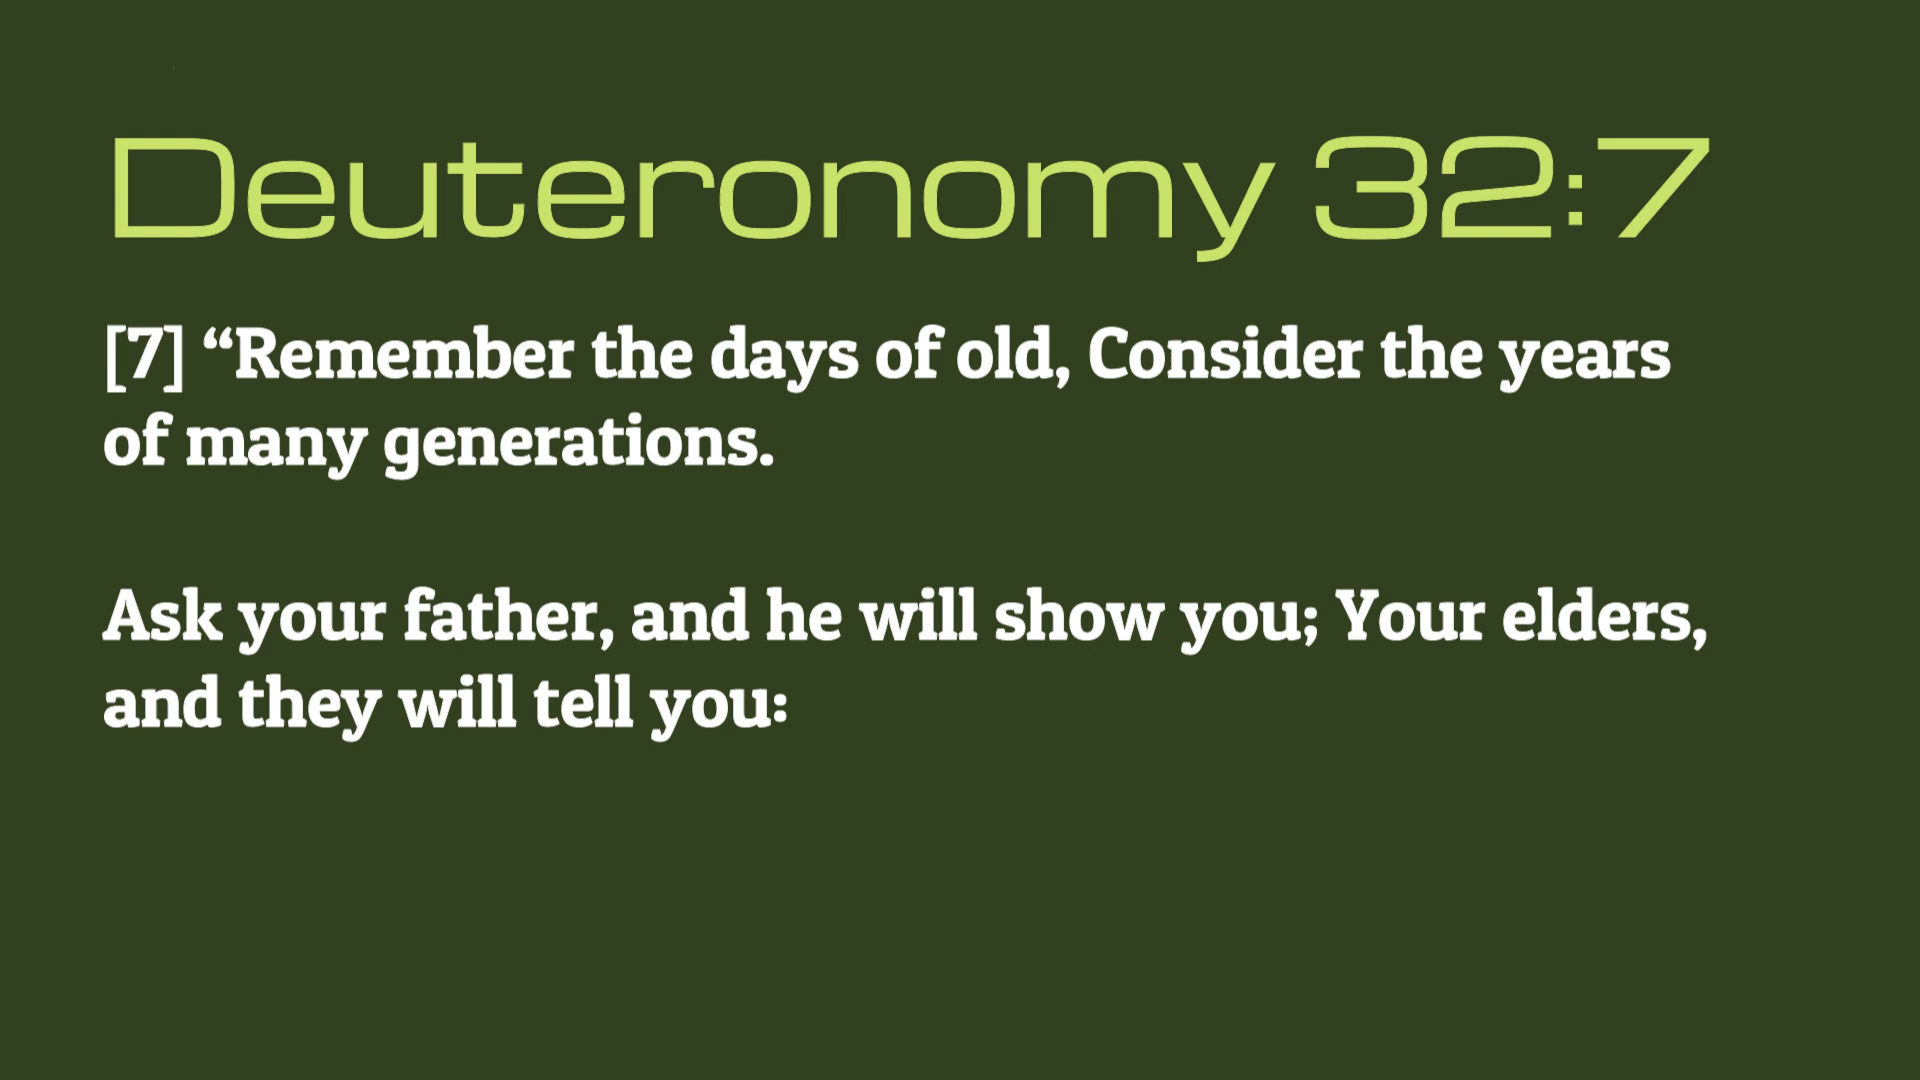 Deuteronomy 32:7
[7] “Remember the days of old, Consider the years
of many generations.
Ask your father, and he will show you; Your elders,
and they will tell you: